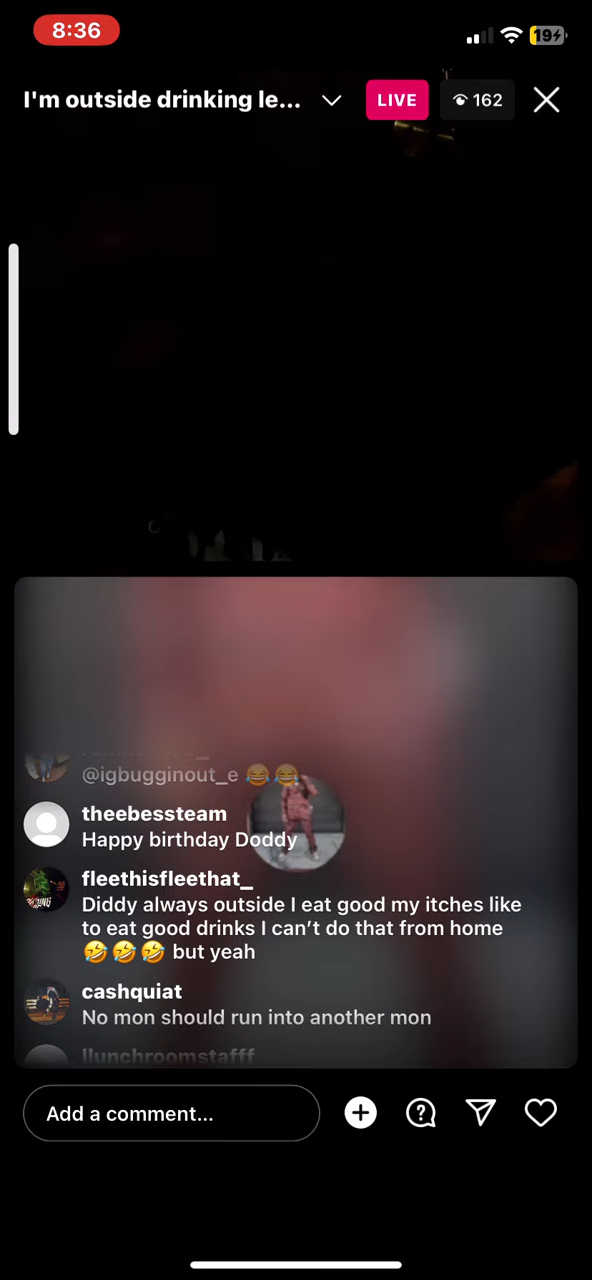 8:36
19
I'm outside drinking le...
LIVE
162
@igbugginout_e 😂😂
theebessteam
Happy birthday Doddy
fleethisfleethat_
Diddy always outside I eat good my itches like
to eat good drinks I can't do that from home
🤣🤣🤣 but yeah
cashquiat
No mon should run into another mon
llunchroomstafff
Add a comment...